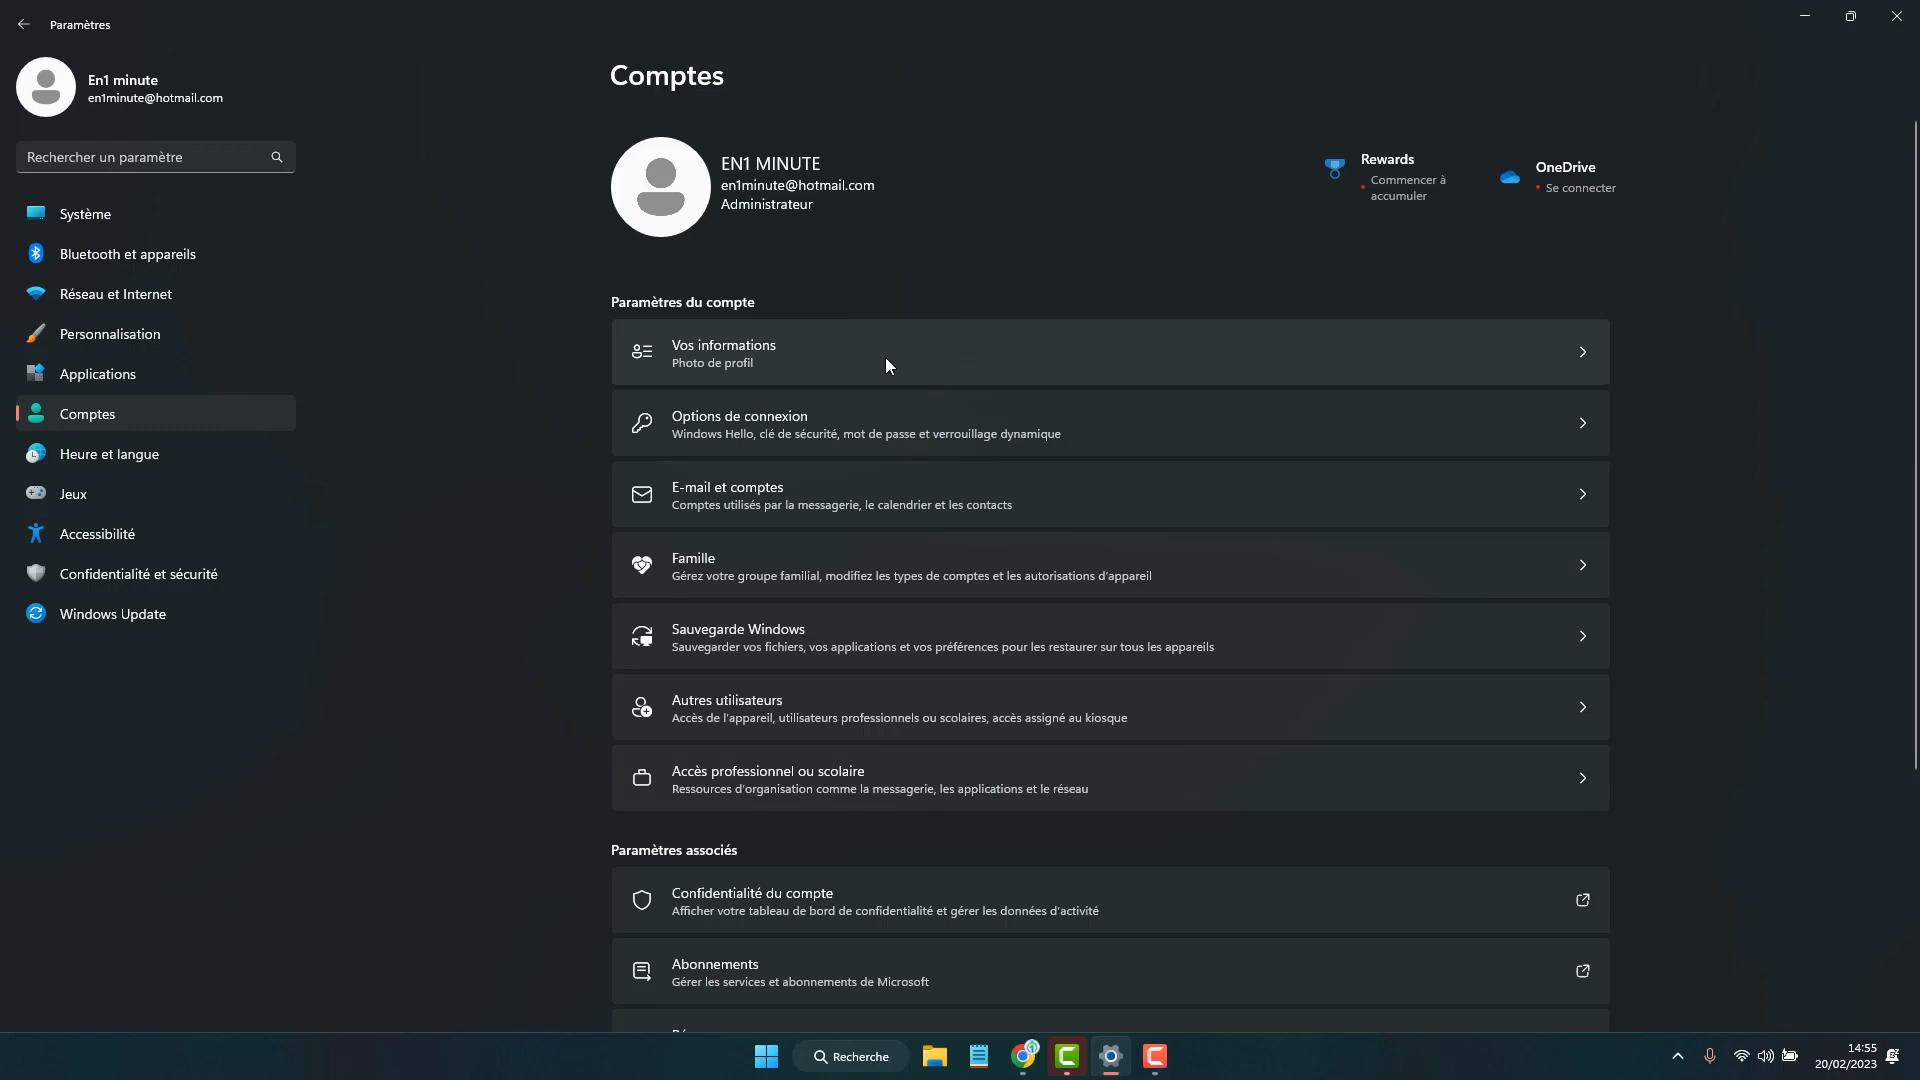 Paramètres
En1 minute
en1minute@hotmail.com
Rechercher un paramètre
Système
Bluetooth et appareils
Réseau et Internet
Personnalisation
Applications
Comptes
Heure et langue
Jeux
Accessibilité
Confidentialité et sécurité
Windows Update
Comptes
EN1 MINUTE
en1minute@hotmail.com
Administrateur
Rewards
Commencer à
accumuler
OneDrive
Se connecter
Paramètres du compte
Vos informations
Photo de profil
Options de connexion
Windows Hello, clé de sécurité, mot de passe et verrouillage dynamique
E-mail et comptes
Comptes utilisés par la messagerie, le calendrier et les contacts
Famille
Gérez votre groupe familial, modifiez les types de comptes et les autorisations d'appareil
Sauvegarde Windows
Sauvegarder vos fichiers, vos applications et vos préférences pour les restaurer sur tous les appareils
Autres utilisateurs
Accès de l'appareil, utilisateurs professionnels ou scolaires, accès assigné au kiosque
Accès professionnel ou scolaire
Ressources d'organisation comme la messagerie, les applications et le réseau
Paramètres associés
Confidentialité du compte
Afficher votre tableau de bord de confidentialité et gérer les données d'activité
Abonnements
Gérer les services et abonnements de Microsoft
Recherche
14:55
20/02/2023